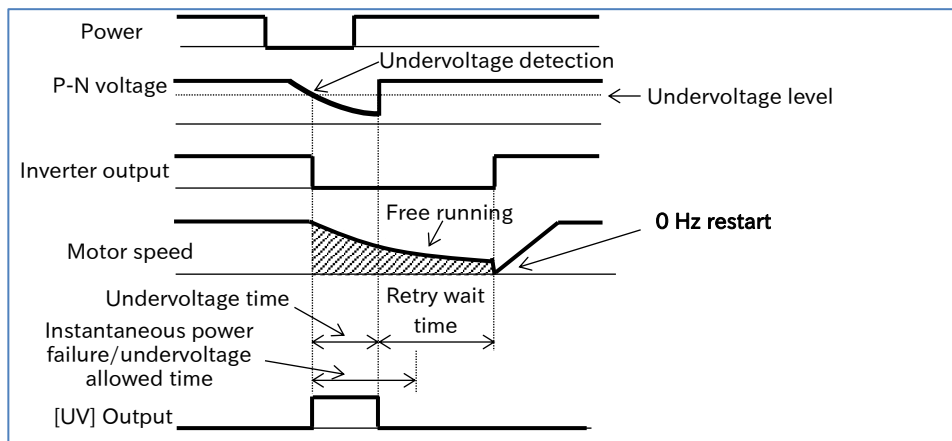 Power
Undervoltage detection
P-N voltage
Undervoltage level
Inverter output
Free running
0 Hz restart
Motor speed
Undervoltage time
Retry wait
time
Instantaneous power
failure/undervoltage
allowed time
[UV] Output